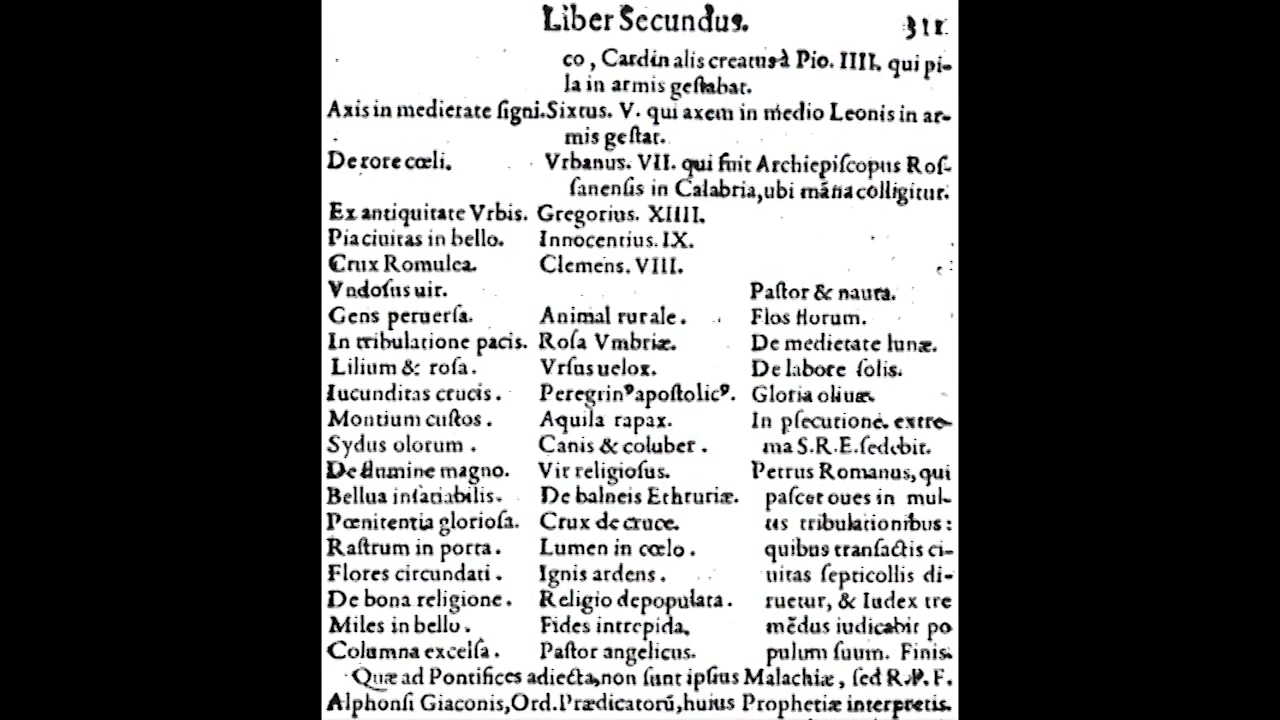 Liber Secundus. 311
co, Cardinalis creatus à Pio. IIII. qui pi-
la in armis geſtabat.
Axis in medietate ſigni. Sixtus. V. qui axem in medio Leonis in ar-
mis geſtat.
De rore cœli. Vrbanus. VII. qui fuit Archiepiſcopus Roſ-
ſanenſis in Calabria, ubi māna colligitur.
Ex antiquitate Vrbis. Gregorius. XIIII.
Pia ciuitas in bello. Innocentius. IX.
Crux Romulea. Clemens. VIII.
Vndoſus uir. Paſtor & nauta.
Gens peruerſa. Animal rurale. Flos florum.
In tribulatione pacis. Roſa Vmbriæ. De medietate lunæ.
Lilium & roſa. Vrſus uelox. De labore ſolis.
Iucunditas crucis. Peregrinꝰ apoſtolicꝰ. Gloria oliuæ.
Montium cuſtos. Aquila rapax. In pſecutione. extre-
Sydus olorum. Canis & coluber. ma S.R.E. ſedebit.
De flumine magno. Vir religioſus. Petrus Romanus, qui
Bellua inſatiabilis. De balneis Ethruriæ. paſcet oues in mul-
Pœnitentia glorioſa. Crux de cruce. tis tribulationibus:
Raſtrum in porta. Lumen in cœlo. quibus tranſactis ci-
Flores circundati. Ignis ardens. uitas ſepticollis di-
De bona religione. Religio depopulata. ruetur, & Iudex tre
Miles in bello. Fides intrepida. mēdus iudicabit po
Columna excelſa. Paſtor angelicus. pulum ſuum. Finis.
Quæ ad Pontifices adiecta, non ſunt ipſius Malachiæ, ſed R.P.F.
Alphonſi Giaconis, Ord. Prædicatorū, huius Prophetiæ interpretis.